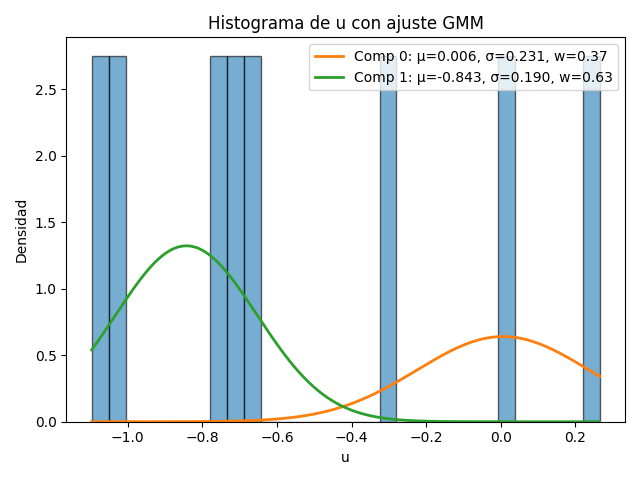 Histograma de u con ajuste GMM
Comp 0: μ=0.006, σ=0.231, w=0.37
Comp 1: μ=-0.843, σ=0.190, w=0.63
Densidad
2.5
2.0
1.5
1.0
0.5
0.0
−1.0 −0.8 −0.6 −0.4 −0.2 0.0 0.2
u